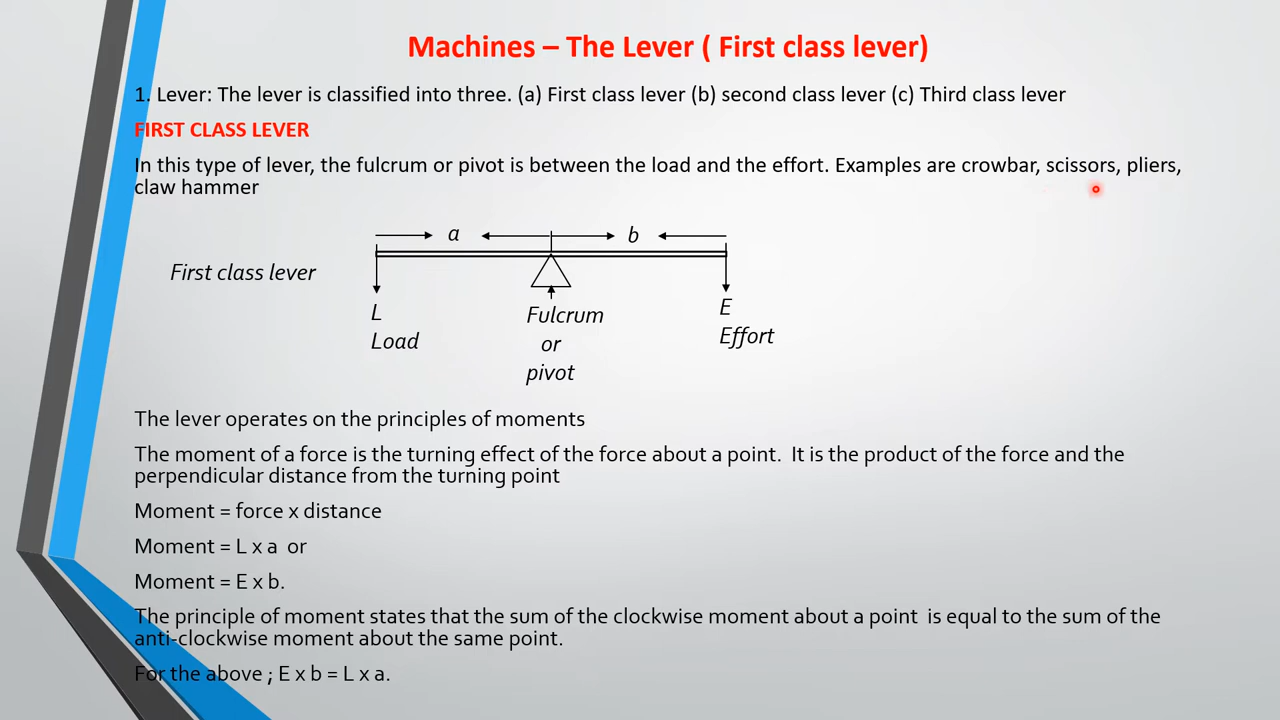 Machines – The Lever ( First class lever)
1. Lever: The lever is classified into three. (a) First class lever (b) second class lever (c) Third class lever
FIRST CLASS LEVER
In this type of lever, the fulcrum or pivot is between the load and the effort. Examples are crowbar, scissors, pliers,
claw hammer
a
b
First class lever
L
Load
Fulcrum
or
pivot
E
Effort
The lever operates on the principles of moments
The moment of a force is the turning effect of the force about a point. It is the product of the force and the
perpendicular distance from the turning point
Moment = force x distance
Moment = L x a or
Moment = E x b.
The principle of moment states that the sum of the clockwise moment about a point is equal to the sum of the
anti-clockwise moment about the same point.
For the above ; E x b = L x a.